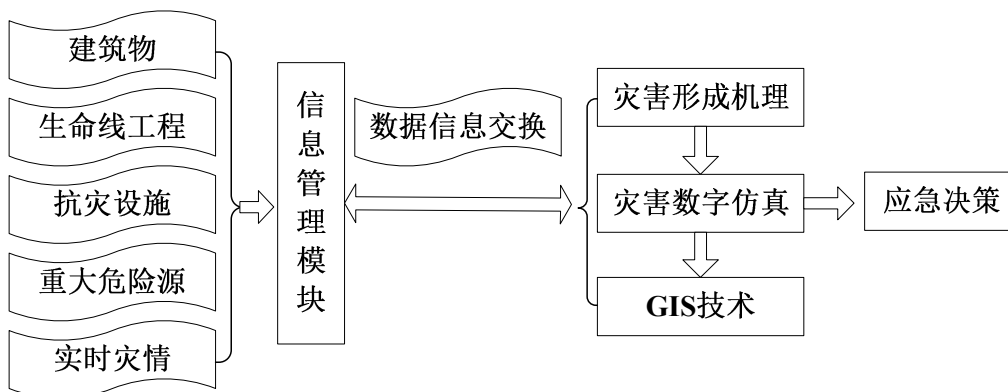 建筑物
生命线工程
抗灾设施
重大危险源
实时灾情
信息管理模块
数据信息交换
灾害形成机理
灾害数字仿真
GIS技术
应急决策